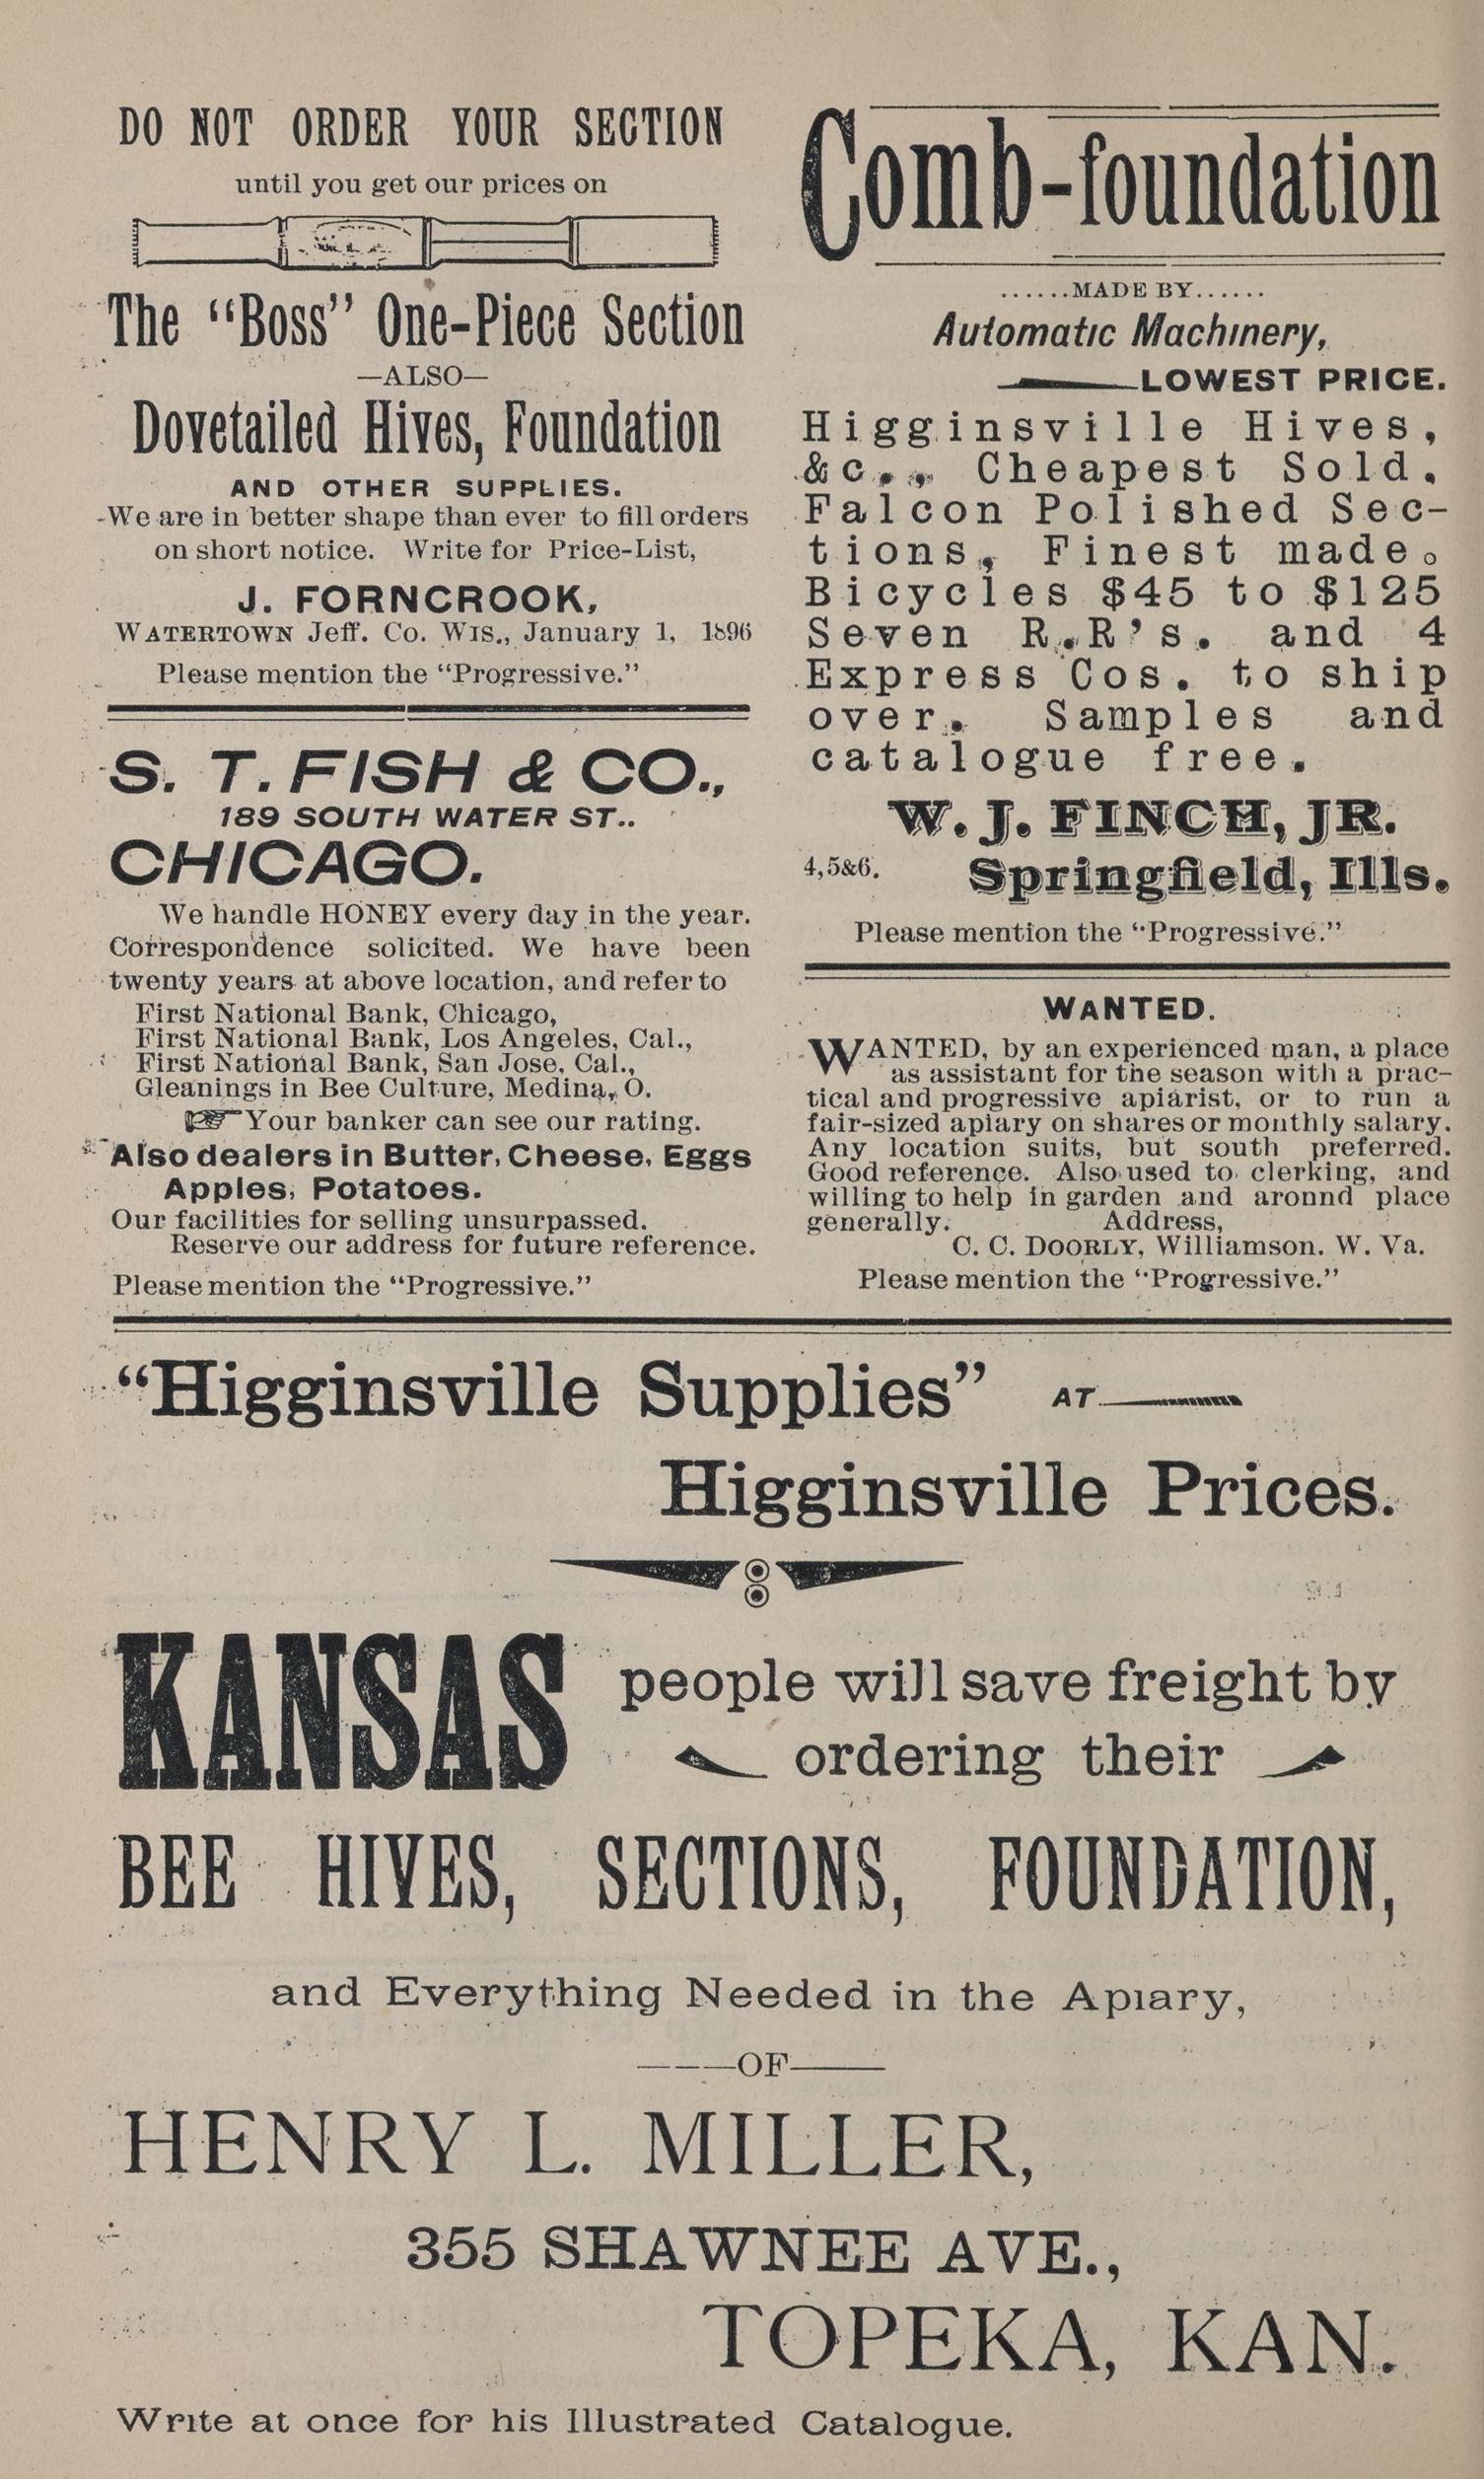 DO NOT ORDER YOUR SECTION
until you get our prices on
The "Boss" One-Piece Section
—ALSO—
Dovetailed Hives, Foundation
AND OTHER SUPPLIES.
We are in better shape than ever to fill orders
on short notice. Write for Price-List,
J. FORNCROOK,
WATERTOWN Jeff. Co. WIS., January 1, 1896
Please mention the "Progressive."
S. T. FISH & CO.,
189 SOUTH WATER ST..
CHICAGO.
We handle HONEY every day in the year.
Correspondence solicited. We have been
twenty years at above location, and refer to
First National Bank, Chicago,
First National Bank, Los Angeles, Cal.,
First National Bank, San Jose, Cal.,
Gleanings in Bee Culture, Medina, O.
☞ Your banker can see our rating.
Also dealers in Butter, Cheese, Eggs
Apples, Potatoes.
Our facilities for selling unsurpassed.
Reserve our address for future reference.
Please mention the "Progressive."
Comb-foundation
......MADE BY......
Automatic Machinery,
LOWEST PRICE.
Higginsville Hives,
&c., Cheapest Sold.
Falcon Polished Sec-
tions, Finest made.
Bicycles $45 to $125
Seven R.R's. and 4
Express Cos. to ship
over. Samples and
catalogue free.
W. J. FINCH, JR.
4,5&6. Springfield, Ills.
Please mention the "Progressive."
WANTED.
WANTED, by an experienced man, a place
as assistant for the season with a prac-
tical and progressive apiarist, or to run a
fair-sized apiary on shares or monthly salary.
Any location suits, but south preferred.
Good reference. Also used to clerking, and
willing to help in garden and aronnd place
generally. Address,
C. C. DOORLY, Williamson. W. Va.
Please mention the "Progressive."
"Higginsville Supplies" AT
Higginsville Prices.
KANSAS people will save freight by
ordering their
BEE HIVES, SECTIONS, FOUNDATION,
and Everything Needed in the Apiary,
———OF———
HENRY L. MILLER,
355 SHAWNEE AVE.,
TOPEKA, KAN.
Write at once for his Illustrated Catalogue.